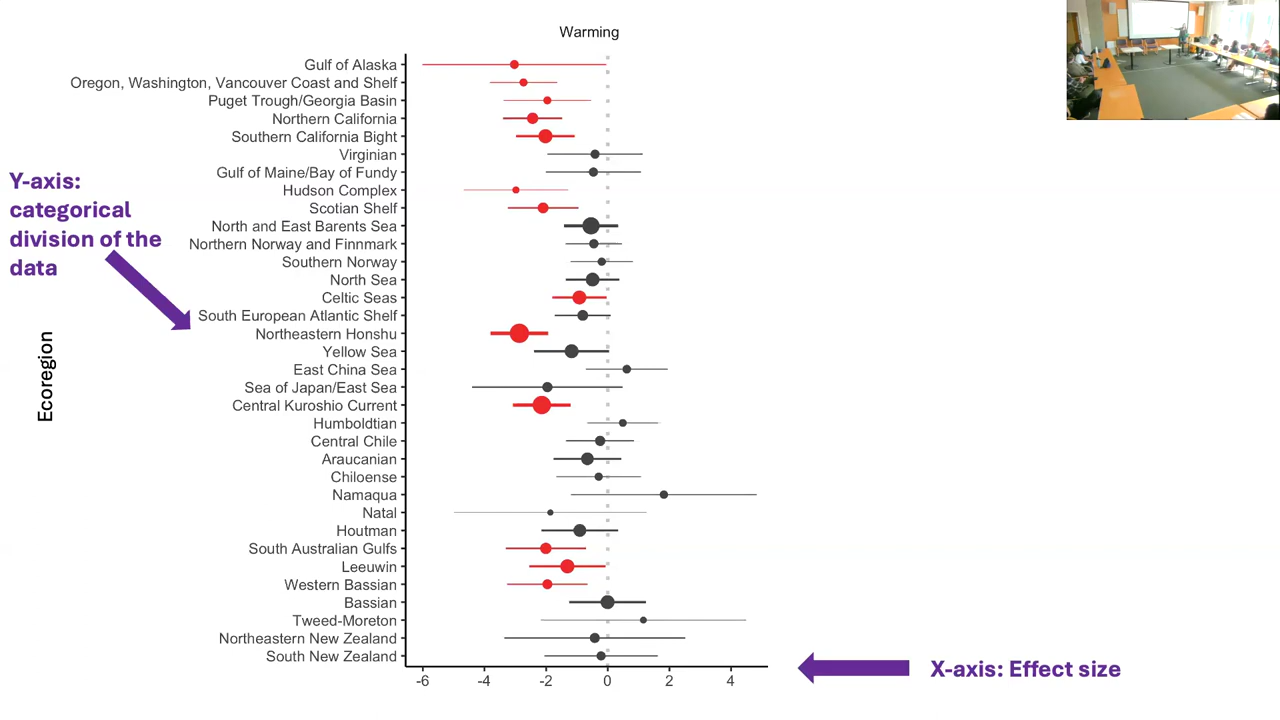 Warming
Gulf of Alaska
Oregon, Washington, Vancouver Coast and Shelf
Puget Trough/Georgia Basin
Northern California
Southern California Bight
Virginian
Gulf of Maine/Bay of Fundy
Hudson Complex
Scotian Shelf
North and East Barents Sea
Northern Norway and Finnmark
Southern Norway
North Sea
Celtic Seas
South European Atlantic Shelf
Northeastern Honshu
Yellow Sea
East China Sea
Sea of Japan/East Sea
Central Kuroshio Current
Humboldtian
Central Chile
Araucanian
Chiloense
Namaqua
Natal
Houtman
South Australian Gulfs
Leeuwin
Western Bassian
Bassian
Tweed-Moreton
Northeastern New Zealand
South New Zealand
-6 -4 -2 0 2 4
Y-axis:
categorical
division of the
data
Ecoregion
X-axis: Effect size